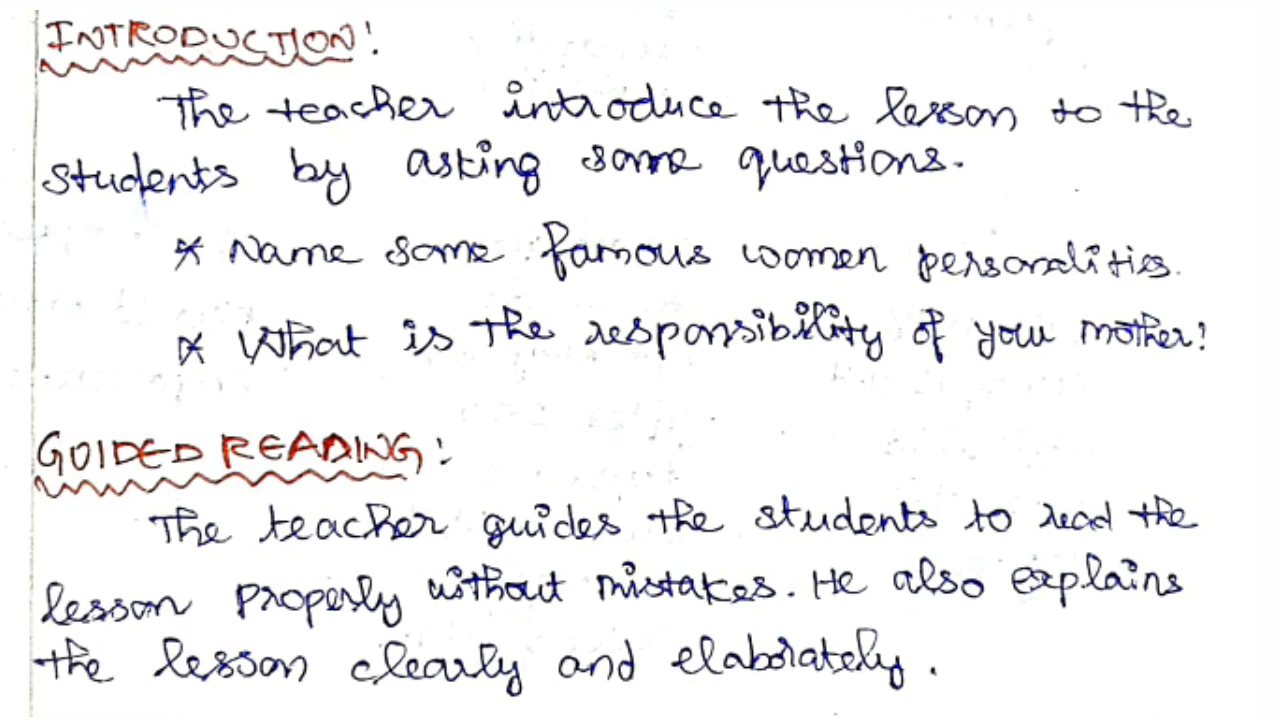 INTRODUCTION:
The teacher introduce the lesson to the
students by asking some questions.
* Name some famous women personalities.
* What is the responsibility of your mother?
GUIDED READING:
The teacher guides the students to read the
lesson properly without mistakes. He also explains
the lesson clearly and elaborately.